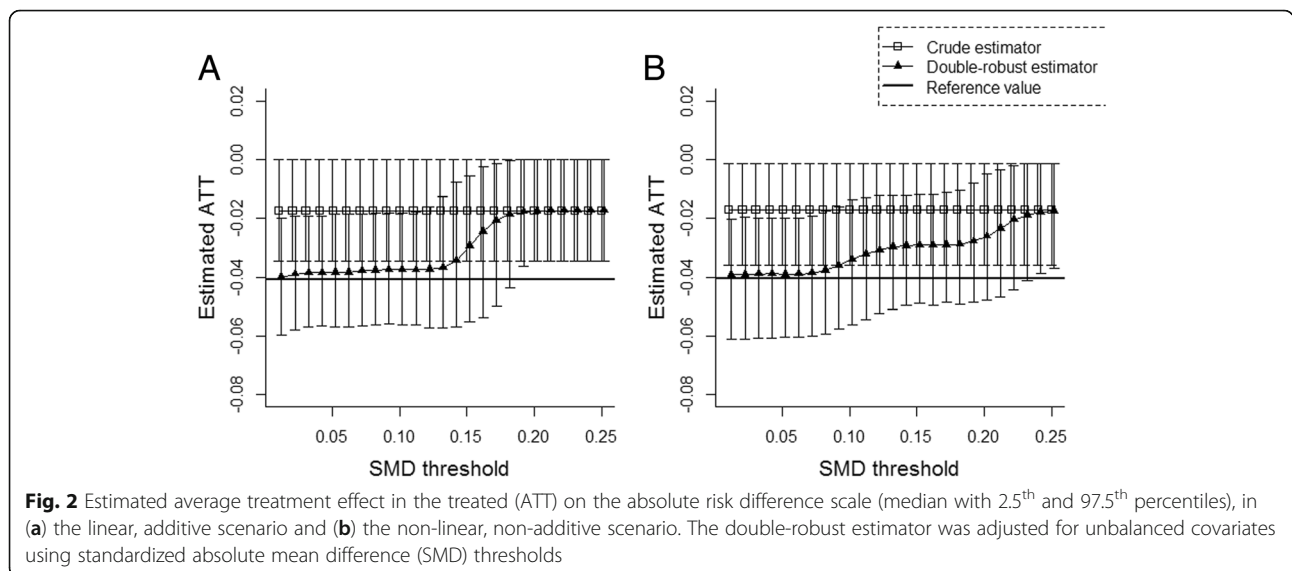 Crude estimator
Double-robust estimator
Reference value
A
0.02
0.00
-0.02
-0.04
-0.06
-0.08
Estimated ATT
0.05 0.10 0.15 0.20 0.25
SMD threshold
B
0.02
0.00
-0.02
-0.04
-0.06
-0.08
Estimated ATT
0.05 0.10 0.15 0.20 0.25
SMD threshold
Fig. 2 Estimated average treatment effect in the treated (ATT) on the absolute risk difference scale (median with 2.5th and 97.5th percentiles), in
(a) the linear, additive scenario and (b) the non-linear, non-additive scenario. The double-robust estimator was adjusted for unbalanced covariates
using standardized absolute mean difference (SMD) thresholds